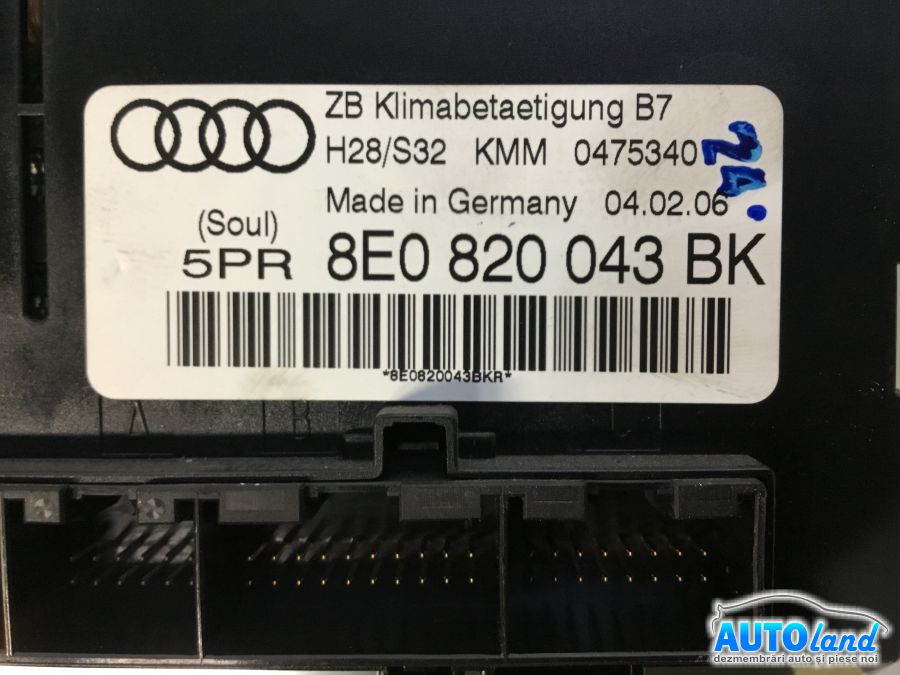 ZB Klimabetaetigung B7
H28/S32 KMM 0475340
Made in Germany 04.02.06
(Soul)
5PR 8E0 820 043 BK
*8E0820043BKR*
A B
AUTOland
dezmembrări auto și piese noi